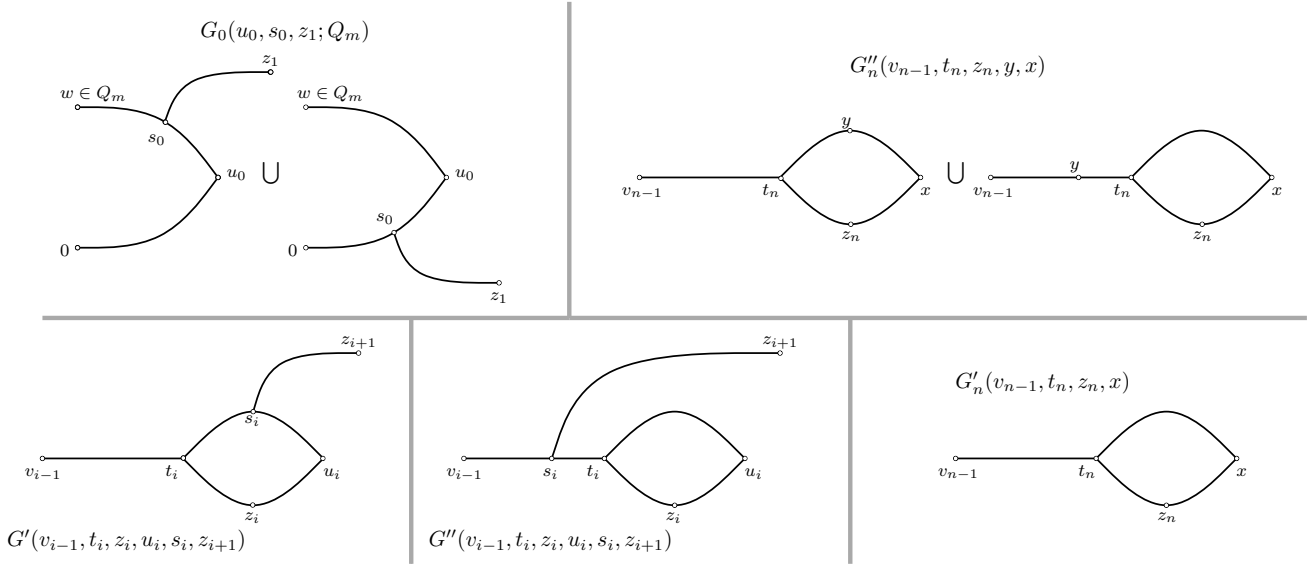 G_0(u_0, s_0, z_1; Q_m)
z_1
w ∈ Q_m
s_0
u_0
0
⋃
w ∈ Q_m
u_0
s_0
0
z_1
G''_n(v_{n−1}, t_n, z_n, y, x)
y
v_{n−1}
t_n
x
z_n
⋃
y
v_{n−1}
t_n
x
z_n
z_{i+1}
s_i
v_{i−1}
t_i
u_i
z_i
G'(v_{i−1}, t_i, z_i, u_i, s_i, z_{i+1})
z_{i+1}
v_{i−1}
s_i
t_i
u_i
z_i
G''(v_{i−1}, t_i, z_i, u_i, s_i, z_{i+1})
G'_n(v_{n−1}, t_n, z_n, x)
v_{n−1}
t_n
x
z_n